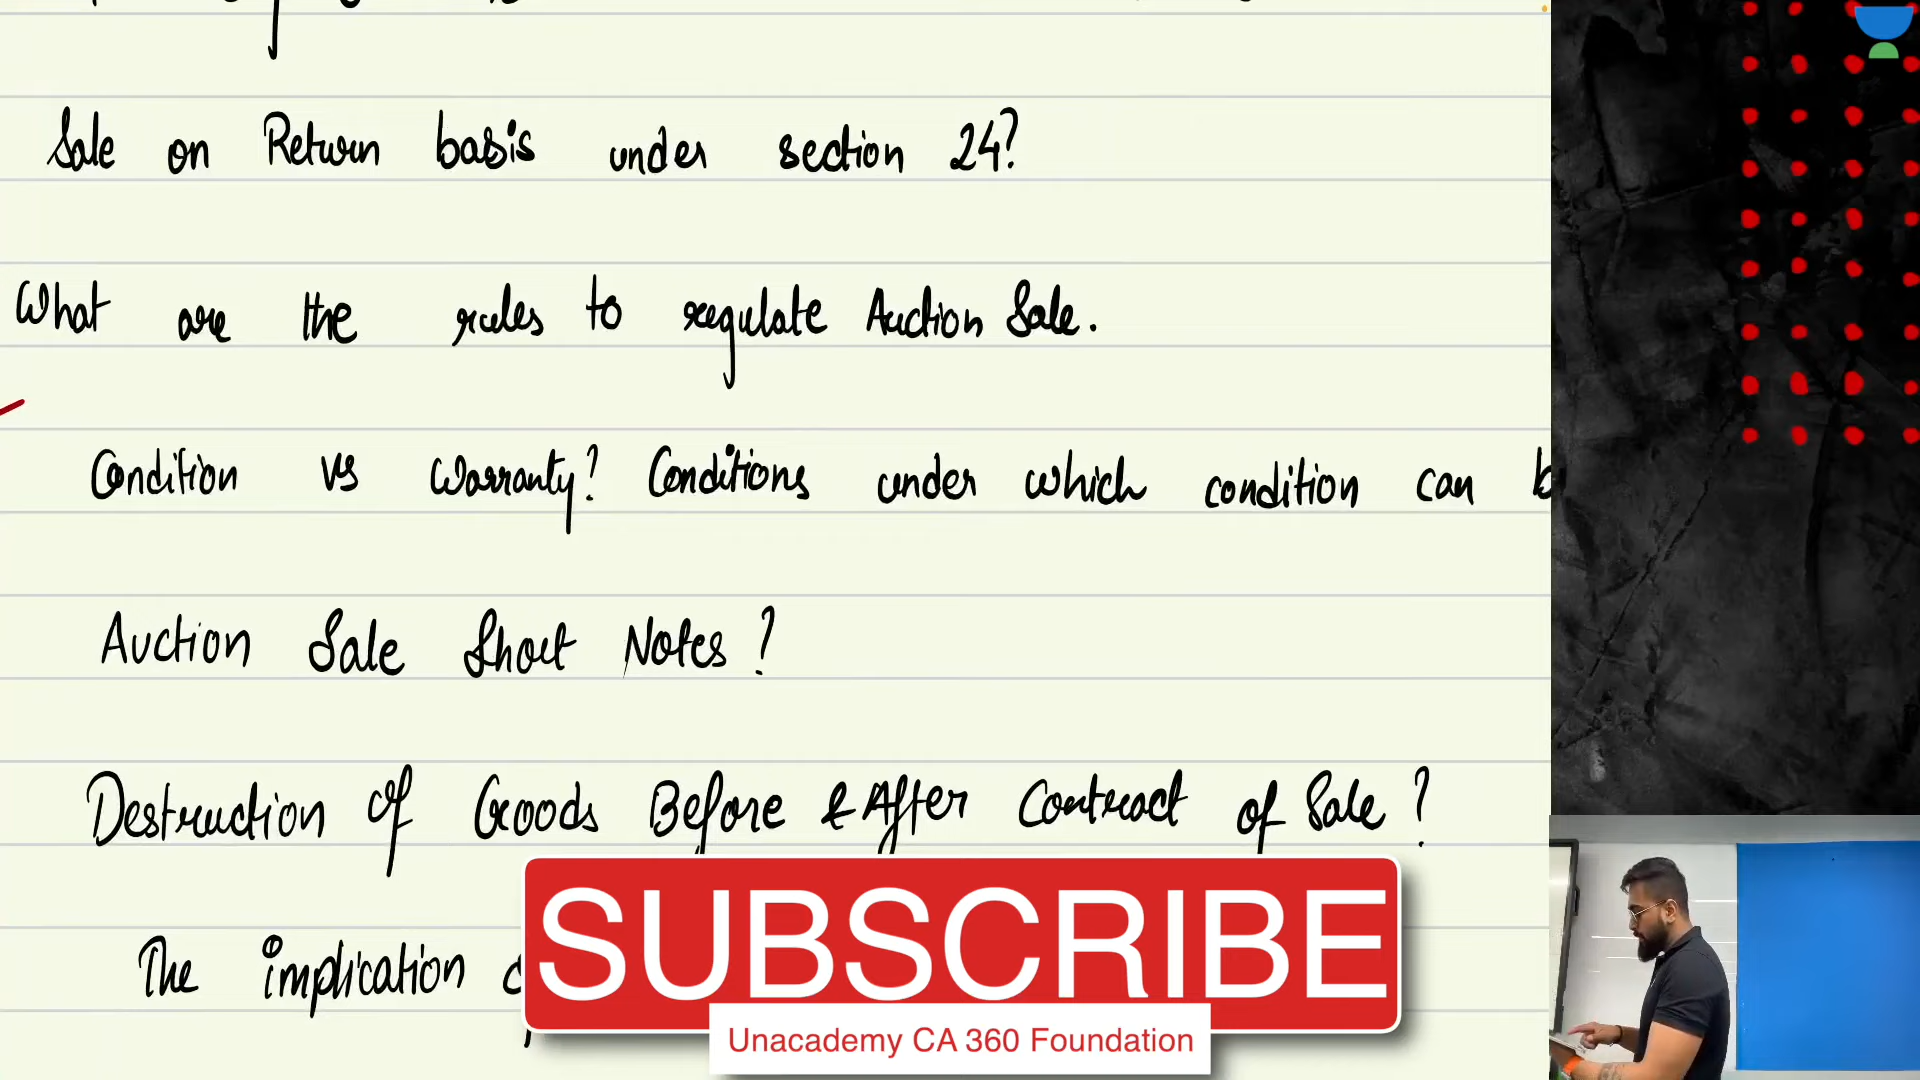 Sale on Return basis under section 24?
What are the rules to regulate Auction Sale.
Condition vs Warranty? Conditions under which condition can
Auction Sale Short Notes?
Destruction of Goods Before & After Contract of Sale?
The implication
SUBSCRIBE
Unacademy CA 360 Foundation